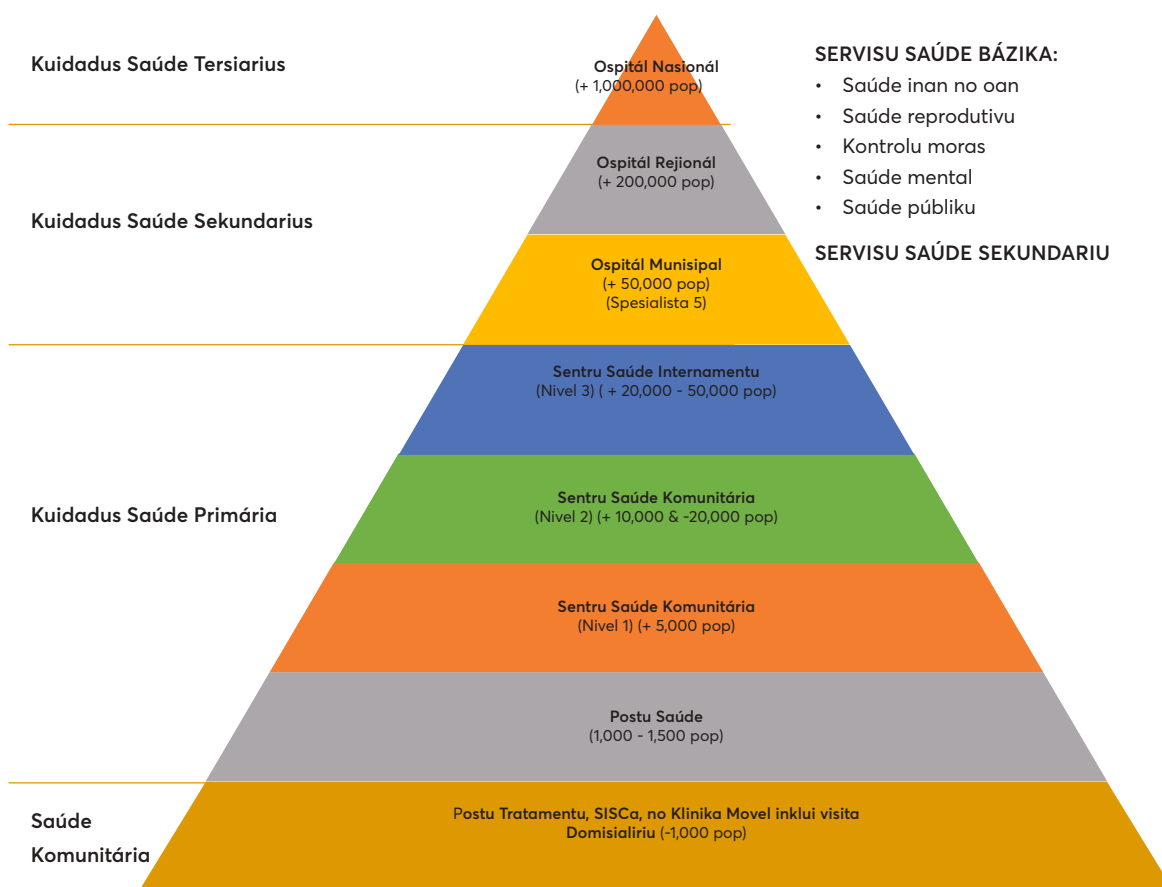 Kuidadus Saúde Tersiarius
Ospitál Nasionál
(+ 1,000,000 pop)
SERVISU SAÚDE BÁZIKA:
• Saúde inan no oan
• Saúde reprodutivu
• Kontrolu moras
• Saúde mental
• Saúde públiku
SERVISU SAÚDE SEKUNDARIU
Kuidadus Saúde Sekundarius
Ospitál Rejionál
(+ 200,000 pop)
Ospitál Munisipal
(+ 50,000 pop)
(Spesialista 5)
Kuidadus Saúde Primária
Sentru Saúde Internamentu
(Nivel 3) ( + 20,000 - 50,000 pop)
Sentru Saúde Komunitária
(Nivel 2) (+ 10,000 & -20,000 pop)
Sentru Saúde Komunitária
(Nivel 1) (+ 5,000 pop)
Postu Saúde
(1,000 - 1,500 pop)
Saúde
Komunitária
Postu Tratamentu, SISCa, no Klinika Movel inklui visita
Domisialiriu (-1,000 pop)